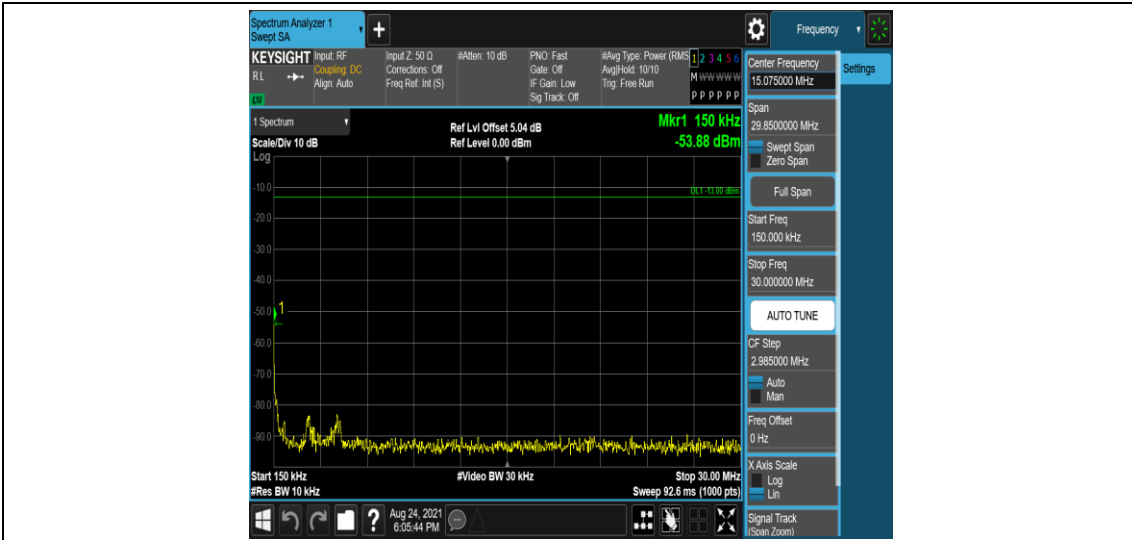 Spectrum Analyzer 1
Swept SA
+
Frequency
KEYSIGHT
RL
LXI
Input: RF
Coupling: DC
Align: Auto
Input Z: 50 Ω
Corrections: Off
Freq Ref: Int (S)
#Atten: 10 dB
PNO: Fast
Gate: Off
IF Gain: Low
Sig Track: Off
#Avg Type: Power (RMS
Avg|Hold: 10/10
Trig: Free Run
1 2 3 4 5 6
M W W W W W
P P P P P P
1 Spectrum
Scale/Div 10 dB
Log
Ref Lvl Offset 5.04 dB
Ref Level 0.00 dBm
Mkr1 150 kHz
-53.88 dBm
DL1 -13.00 dBm
-10.0
-20.0
-30.0
-40.0
-50.0
1
-60.0
-70.0
-80.0
-90.0
Start 150 kHz
#Res BW 10 kHz
#Video BW 30 kHz
Stop 30.00 MHz
Sweep 92.6 ms (1000 pts)
?
Aug 24, 2021
6:05:44 PM
Center Frequency
15.075000 MHz
Span
29.8500000 MHz
Swept Span
Zero Span
Full Span
Start Freq
150.000 kHz
Stop Freq
30.000000 MHz
AUTO TUNE
CF Step
2.985000 MHz
Auto
Man
Freq Offset
0 Hz
X Axis Scale
Log
Lin
Signal Track
(Span Zoom)
Settings